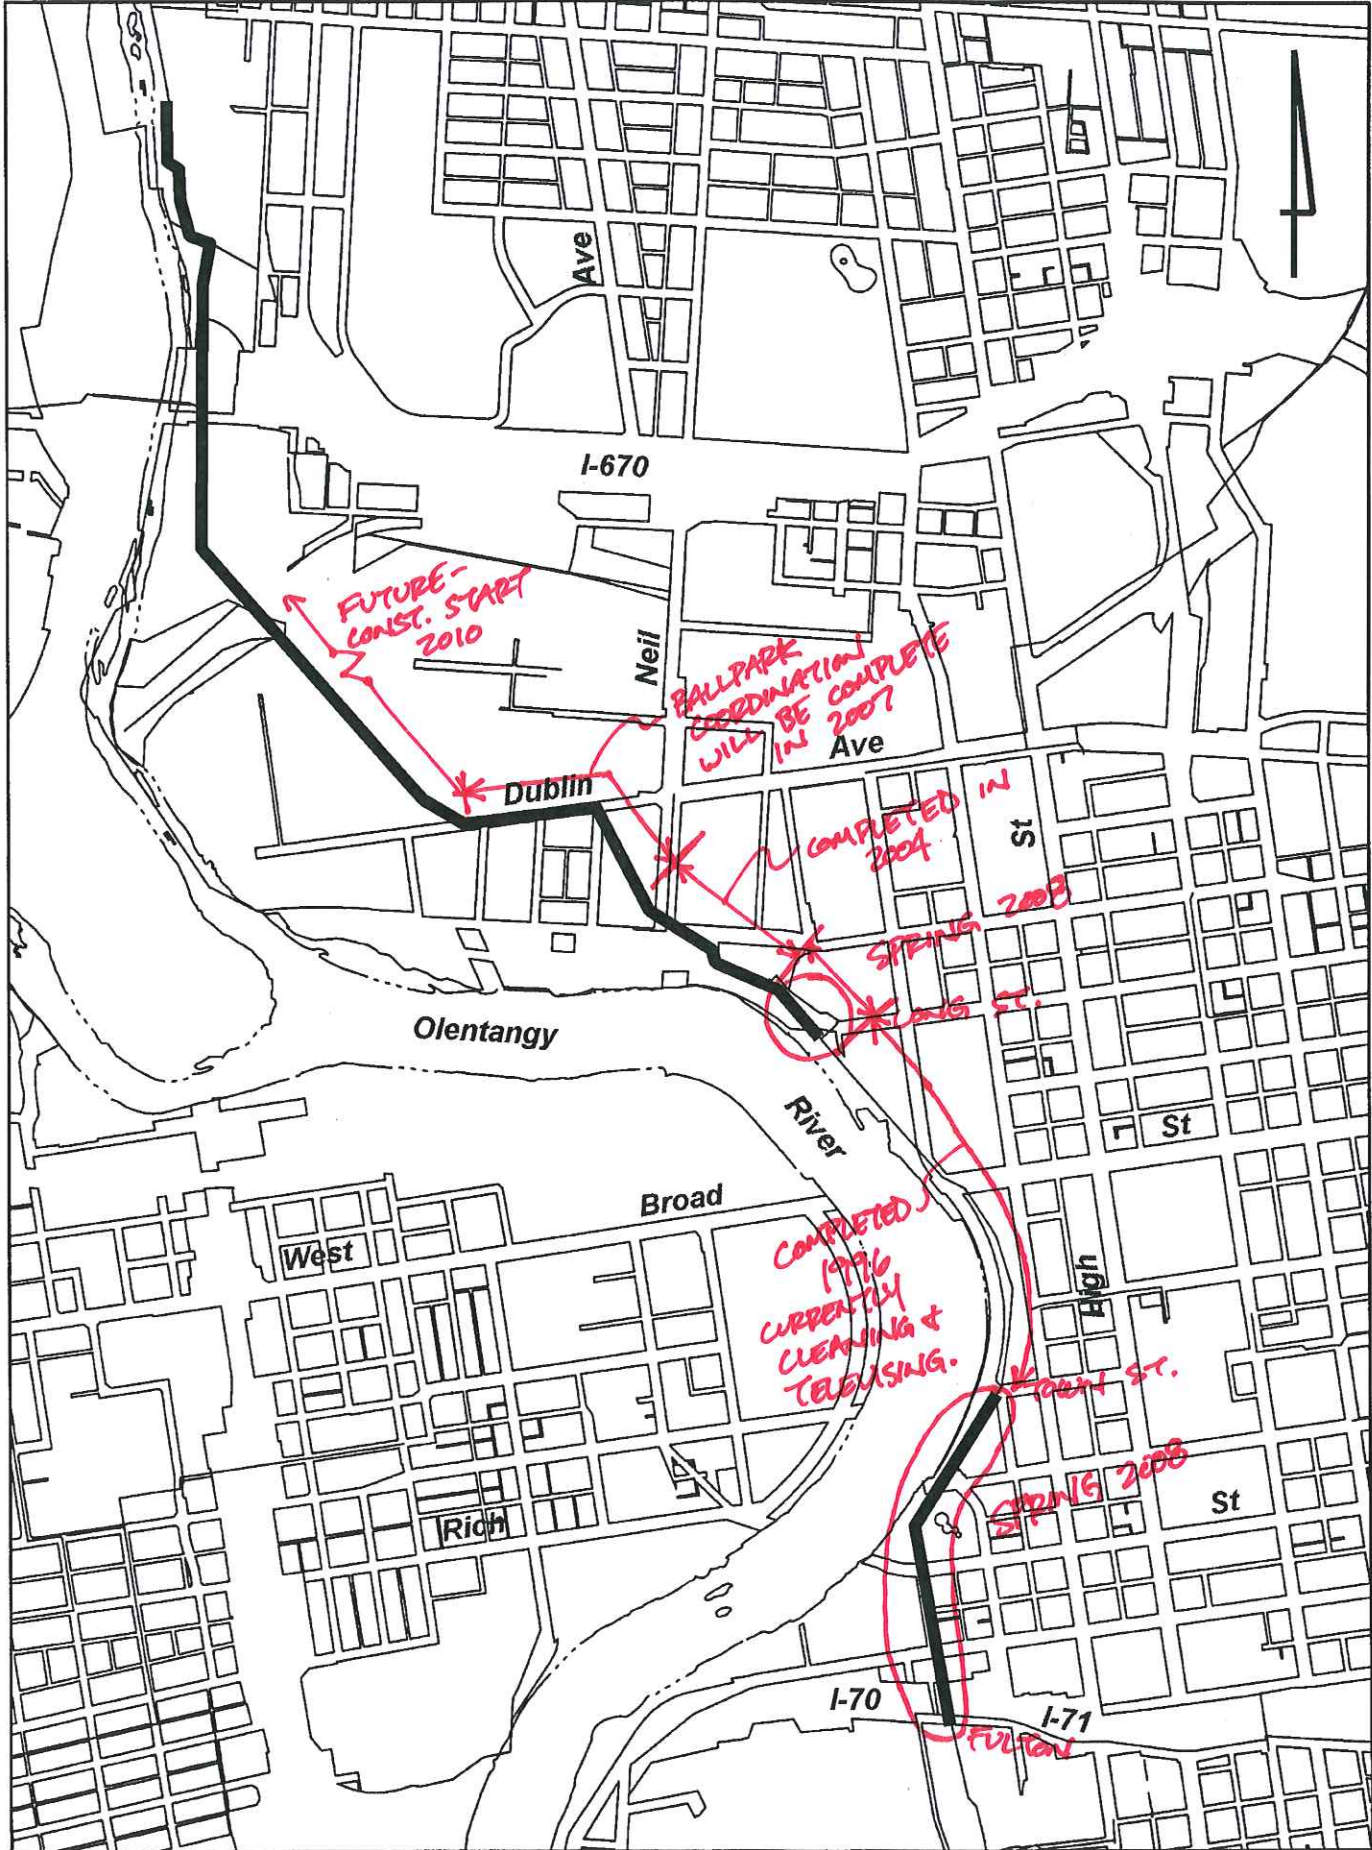 Ave
I-670
FUTURE-
CONST. START
2010
Neil
BALLPARK
COORDINATION
WILL BE COMPLETE
IN 2007
Ave
Dublin
COMPLETED IN
2004
St
SPRING 2008
LONG ST.
Olentangy
River
St
Broad
West
COMPLETED
1996
CURRENTLY
CLEANING &
TELEVISING.
High
TOWN ST.
SPRING 2008
St
Rich
I-70
I-71
FULTON